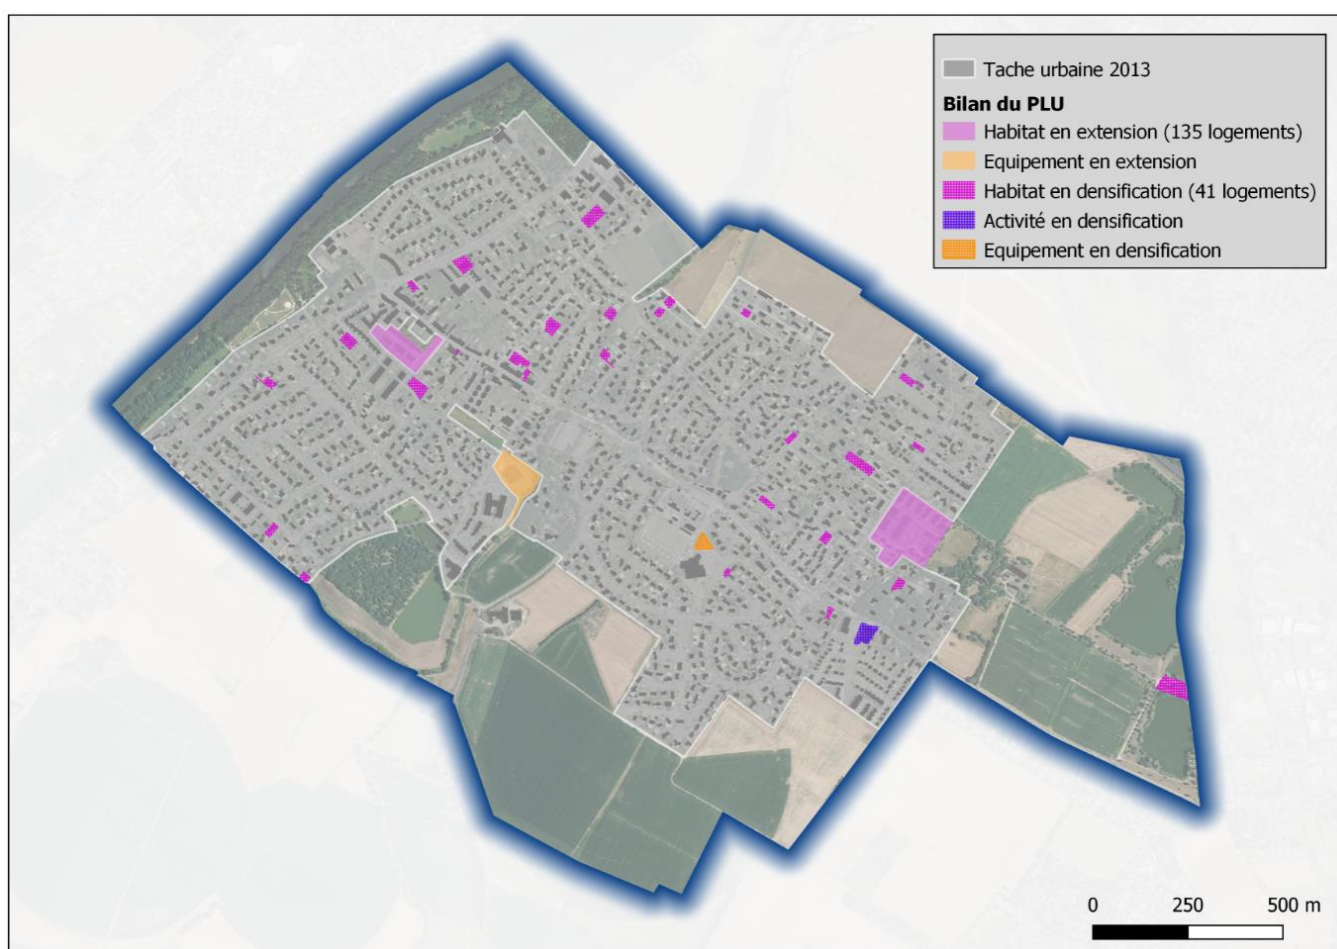 Tache urbaine 2013
Bilan du PLU
Habitat en extension (135 logements)
Equipement en extension
Habitat en densification (41 logements)
Activité en densification
Equipement en densification
0 250 500 m